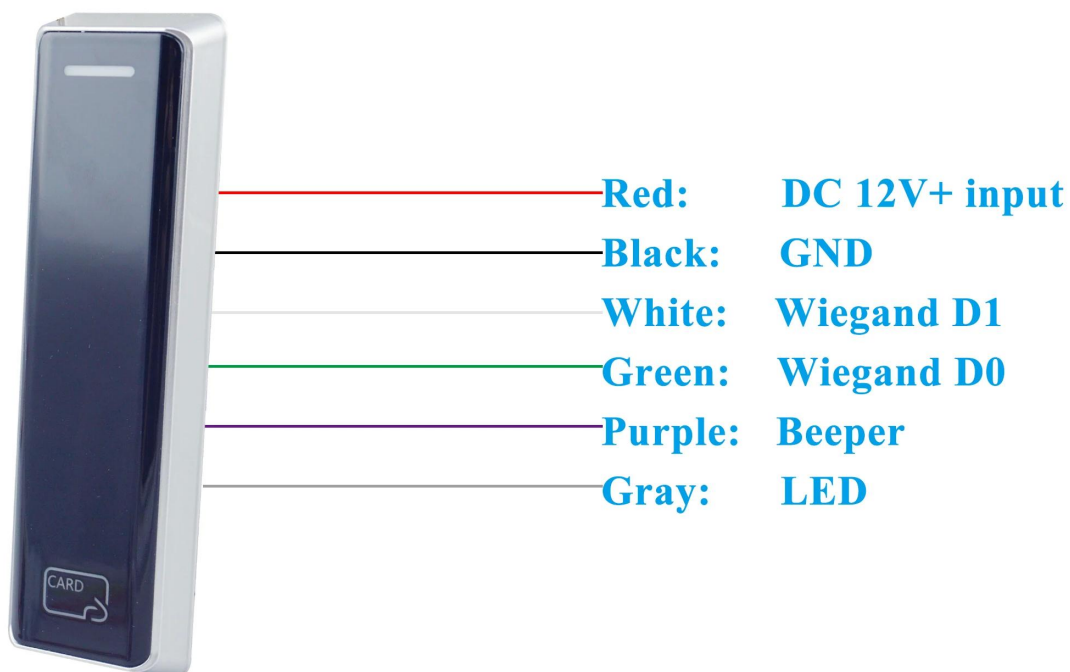 Red: DC 12V+ input
Black: GND
White: Wiegand D1
Green: Wiegand D0
Purple: Beeper
Gray: LED
CARD